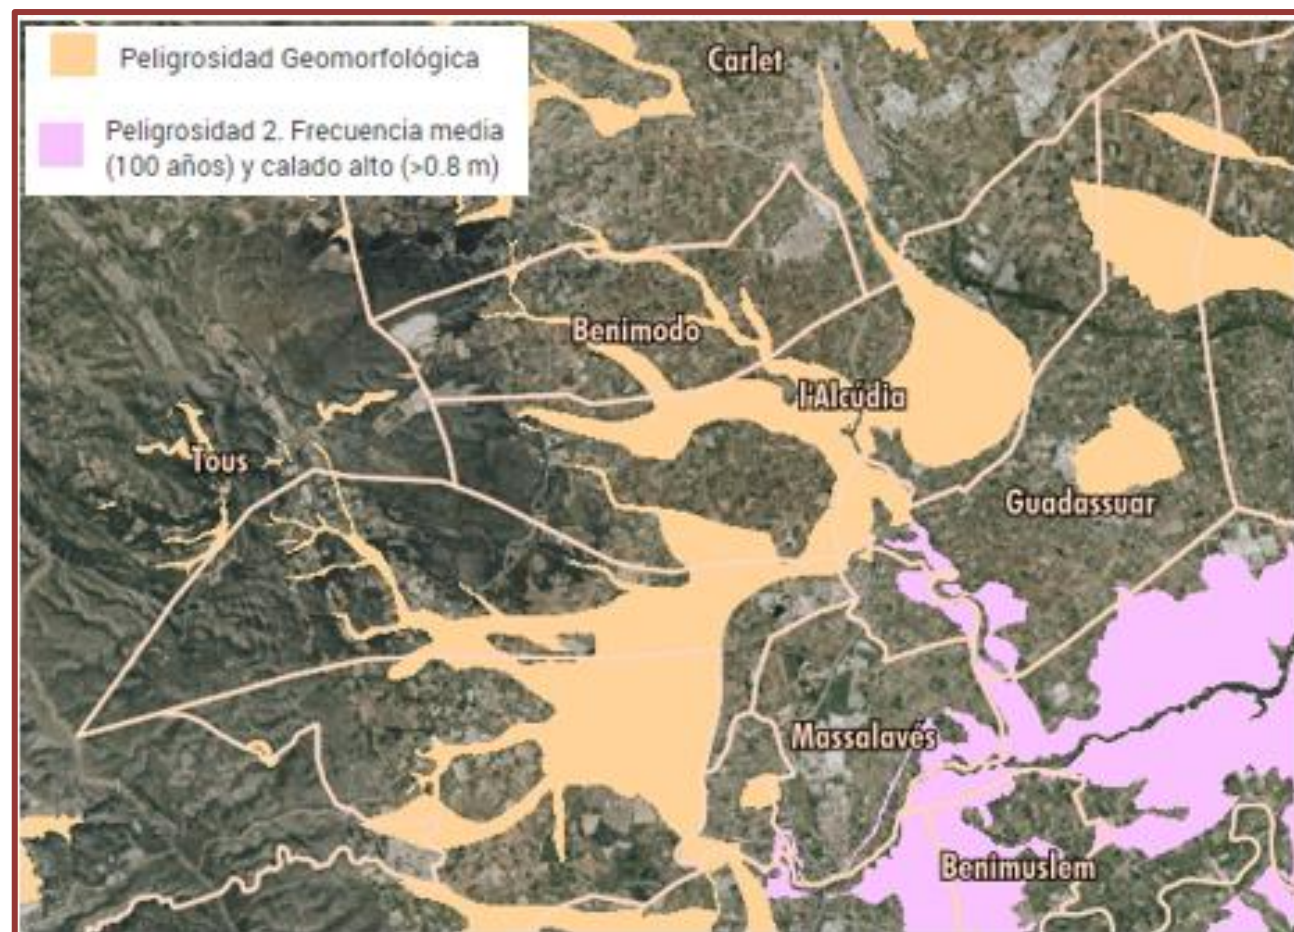 Peligrosidad Geomorfológica
Peligrosidad 2. Frecuencia media
(100 años) y calado alto (>0.8 m)
Carlet
Benimodo
l'Alcúdia
Tous
Guadassuar
Massalavés
Benimuslem